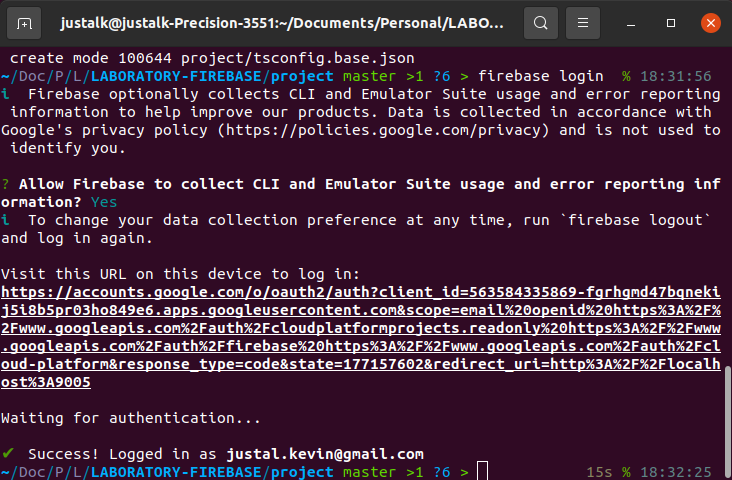 justalk@justalk-Precision-3551:~/Documents/Personal/LABO...
create mode 100644 project/tsconfig.base.json
~/Doc/P/L/LABORATORY-FIREBASE/project master >1 ?6 > firebase login  % 18:31:56
i  Firebase optionally collects CLI and Emulator Suite usage and error reporting
information to help improve our products. Data is collected in accordance with
Google's privacy policy (https://policies.google.com/privacy) and is not used to
identify you.
? Allow Firebase to collect CLI and Emulator Suite usage and error reporting inf
ormation? Yes
i  To change your data collection preference at any time, run `firebase logout`
and log in again.
Visit this URL on this device to log in:
https://accounts.google.com/o/oauth2/auth?client_id=563584335869-fgrhgmd47bqneki
j5i8b5pr03ho849e6.apps.googleusercontent.com&scope=email%20openid%20https%3A%2F%
2Fwww.googleapis.com%2Fauth%2Fcloudplatformprojects.readonly%20https%3A%2F%2Fwww
.googleapis.com%2Fauth%2Ffirebase%20https%3A%2F%2Fwww.googleapis.com%2Fauth%2Fcl
oud-platform&response_type=code&state=177157602&redirect_uri=http%3A%2F%2Flocalh
ost%3A9005
Waiting for authentication...
✔  Success! Logged in as justal.kevin@gmail.com
~/Doc/P/L/LABORATORY-FIREBASE/project master >1 ?6 > 15s % 18:32:25